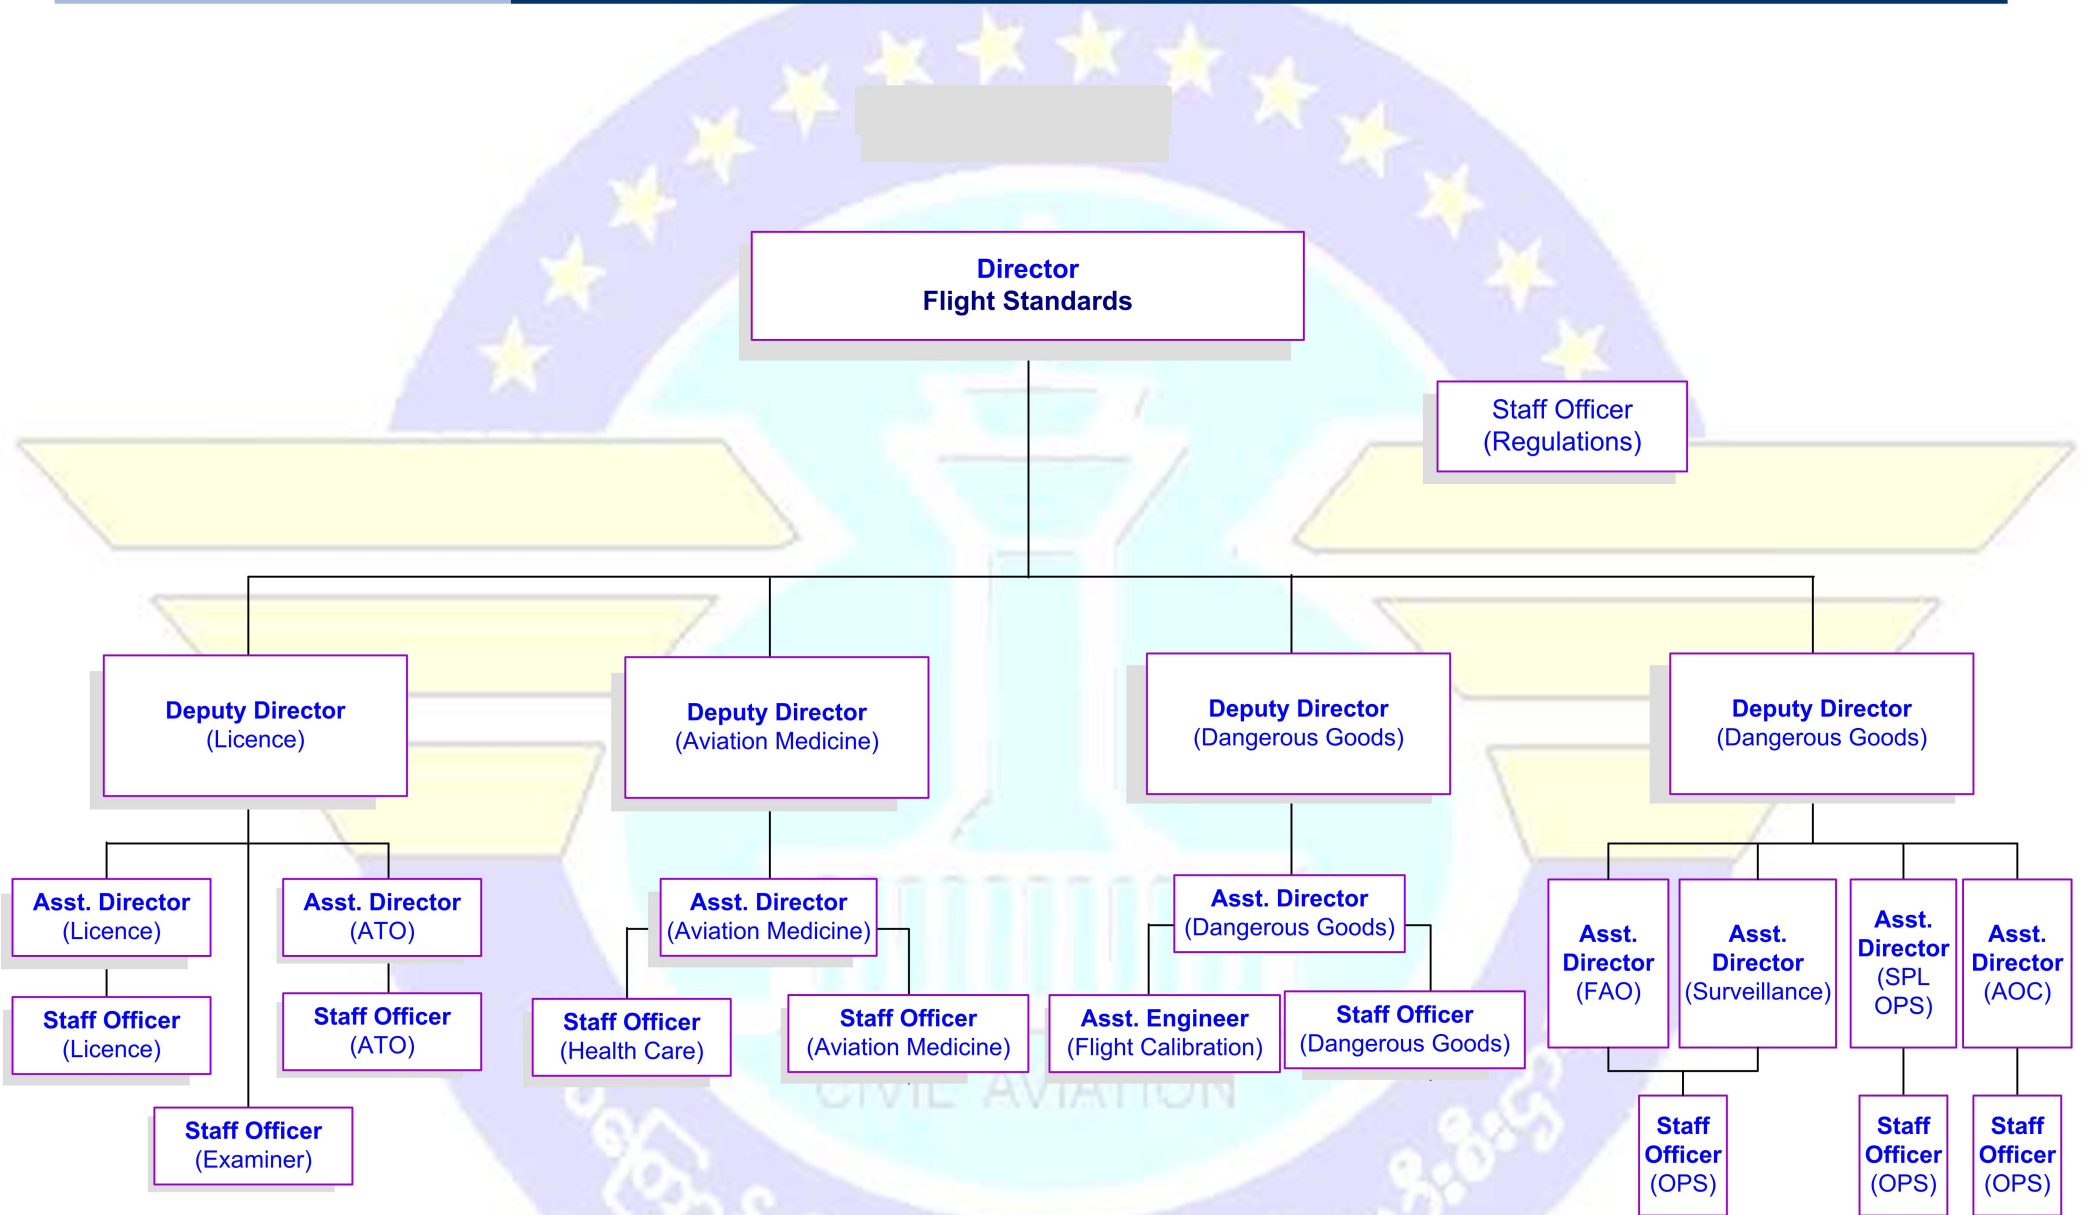 Director
Flight Standards
Staff Officer
(Regulations)
Deputy Director
(Licence)
Deputy Director
(Aviation Medicine)
Deputy Director
(Dangerous Goods)
Deputy Director
(Dangerous Goods)
Asst. Director
(Licence)
Asst. Director
(ATO)
Asst. Director
(Aviation Medicine)
Asst. Director
(Dangerous Goods)
Asst.
Director
(FAO)
Asst.
Director
(Surveillance)
Asst.
Director
(SPL
OPS)
Asst.
Director
(AOC)
Staff Officer
(Licence)
Staff Officer
(ATO)
Staff Officer
(Health Care)
Staff Officer
(Aviation Medicine)
Asst. Engineer
(Flight Calibration)
Staff Officer
(Dangerous Goods)
CIVIL AVIATION
Staff Officer
(Examiner)
Staff
Officer
(OPS)
Staff
Officer
(OPS)
Staff
Officer
(OPS)